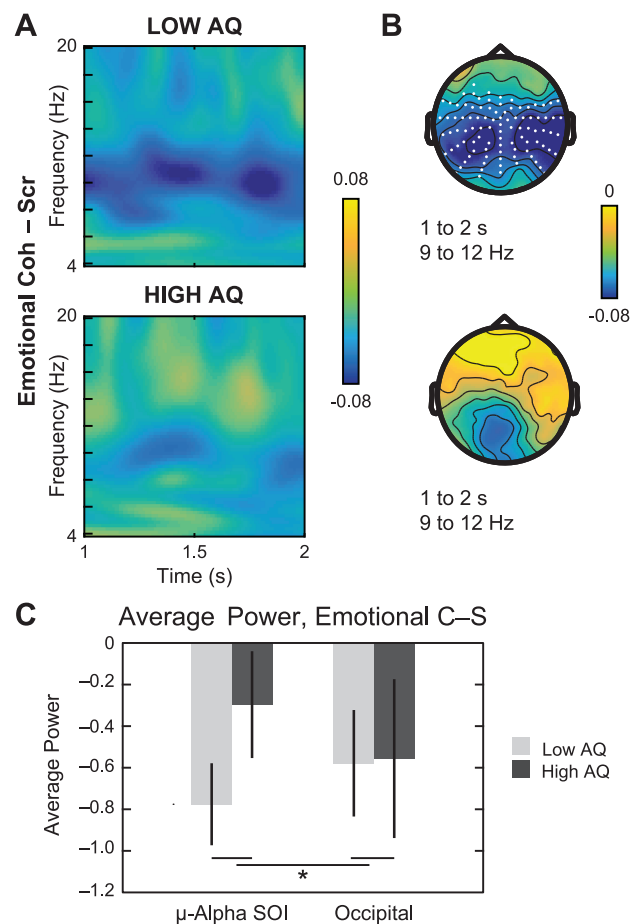 A
LOW AQ
20
Frequency (Hz)
4
Emotional Coh – Scr
HIGH AQ
20
Frequency (Hz)
4
1
1.5
2
Time (s)
0.08
-0.08
B
1 to 2 s
9 to 12 Hz
0
-0.08
1 to 2 s
9 to 12 Hz
C
Average Power, Emotional C–S
0
−0.2
−0.4
−0.6
−0.8
−1.0
−1.2
Average Power
*
μ-Alpha SOI
Occipital
Low AQ
High AQ